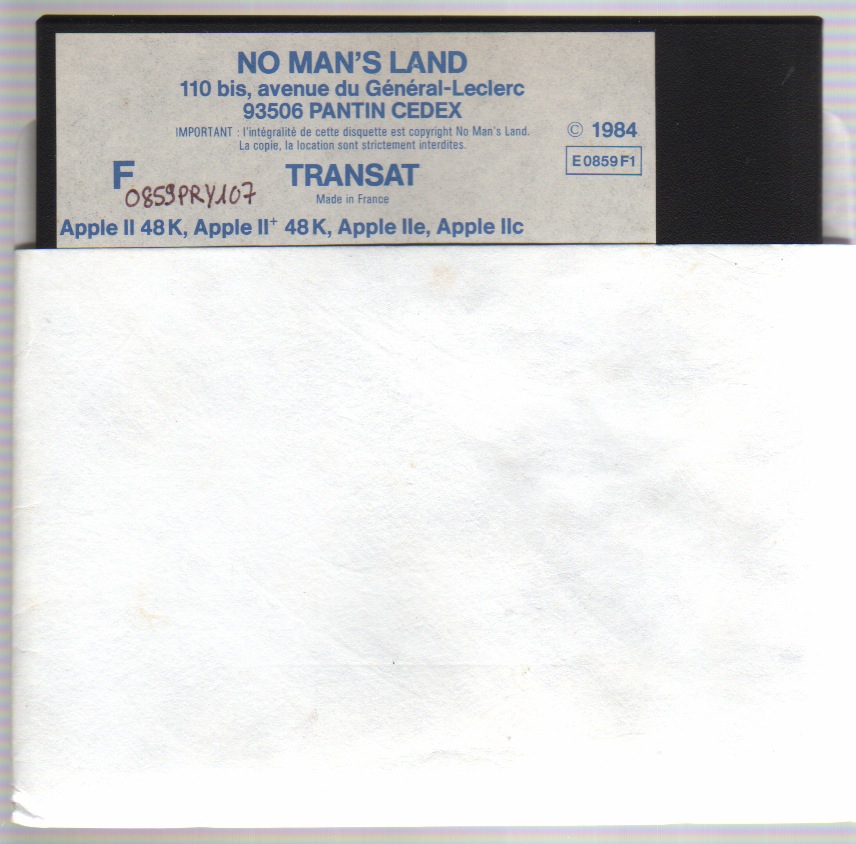 NO MAN'S LAND
110 bis, avenue du Général-Leclerc
93506 PANTIN CEDEX
IMPORTANT : l'intégralité de cette disquette est copyright No Man's Land.
La copie, la location sont strictement interdites.
© 1984
E0859F1
F
TRANSAT
0859PRY107
Made in France
Apple II 48K, Apple II+ 48K, Apple IIe, Apple IIc